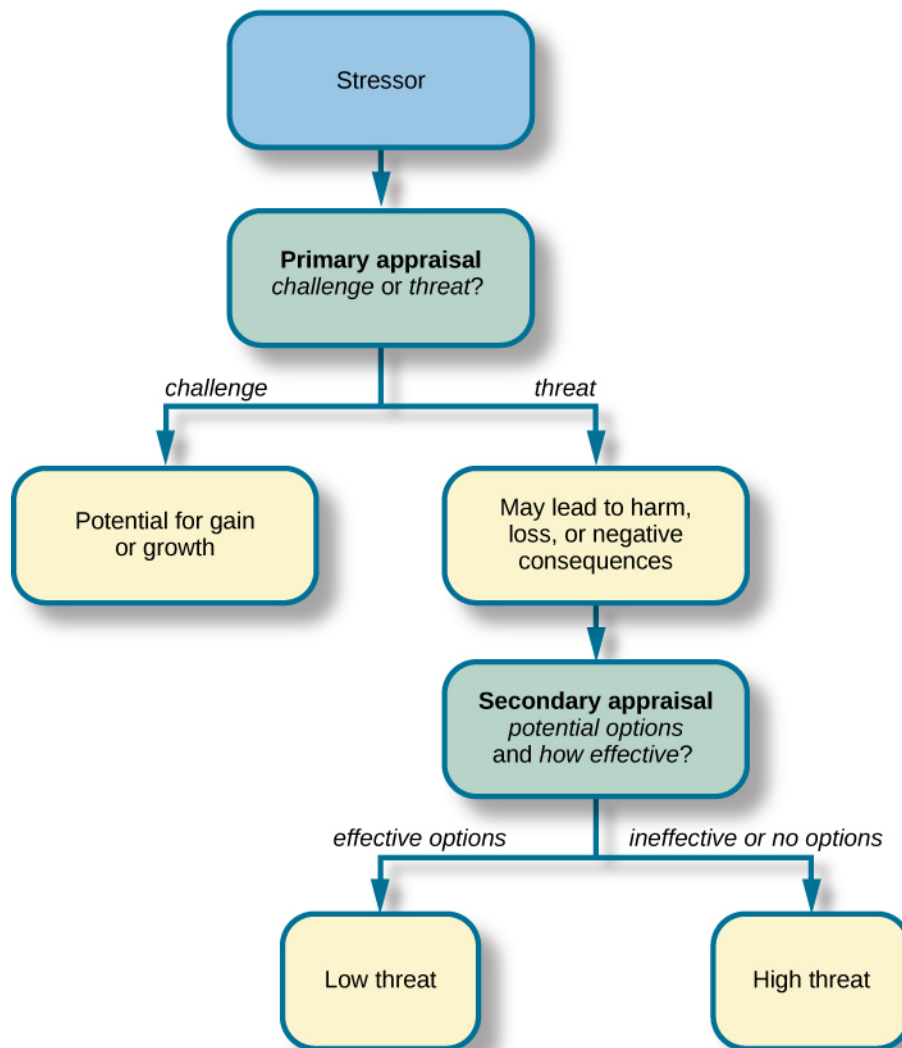 Stressor
Primary appraisal
challenge or threat?
challenge
threat
Potential for gain
or growth
May lead to harm,
loss, or negative
consequences
Secondary appraisal
potential options
and how effective?
effective options
ineffective or no options
Low threat
High threat